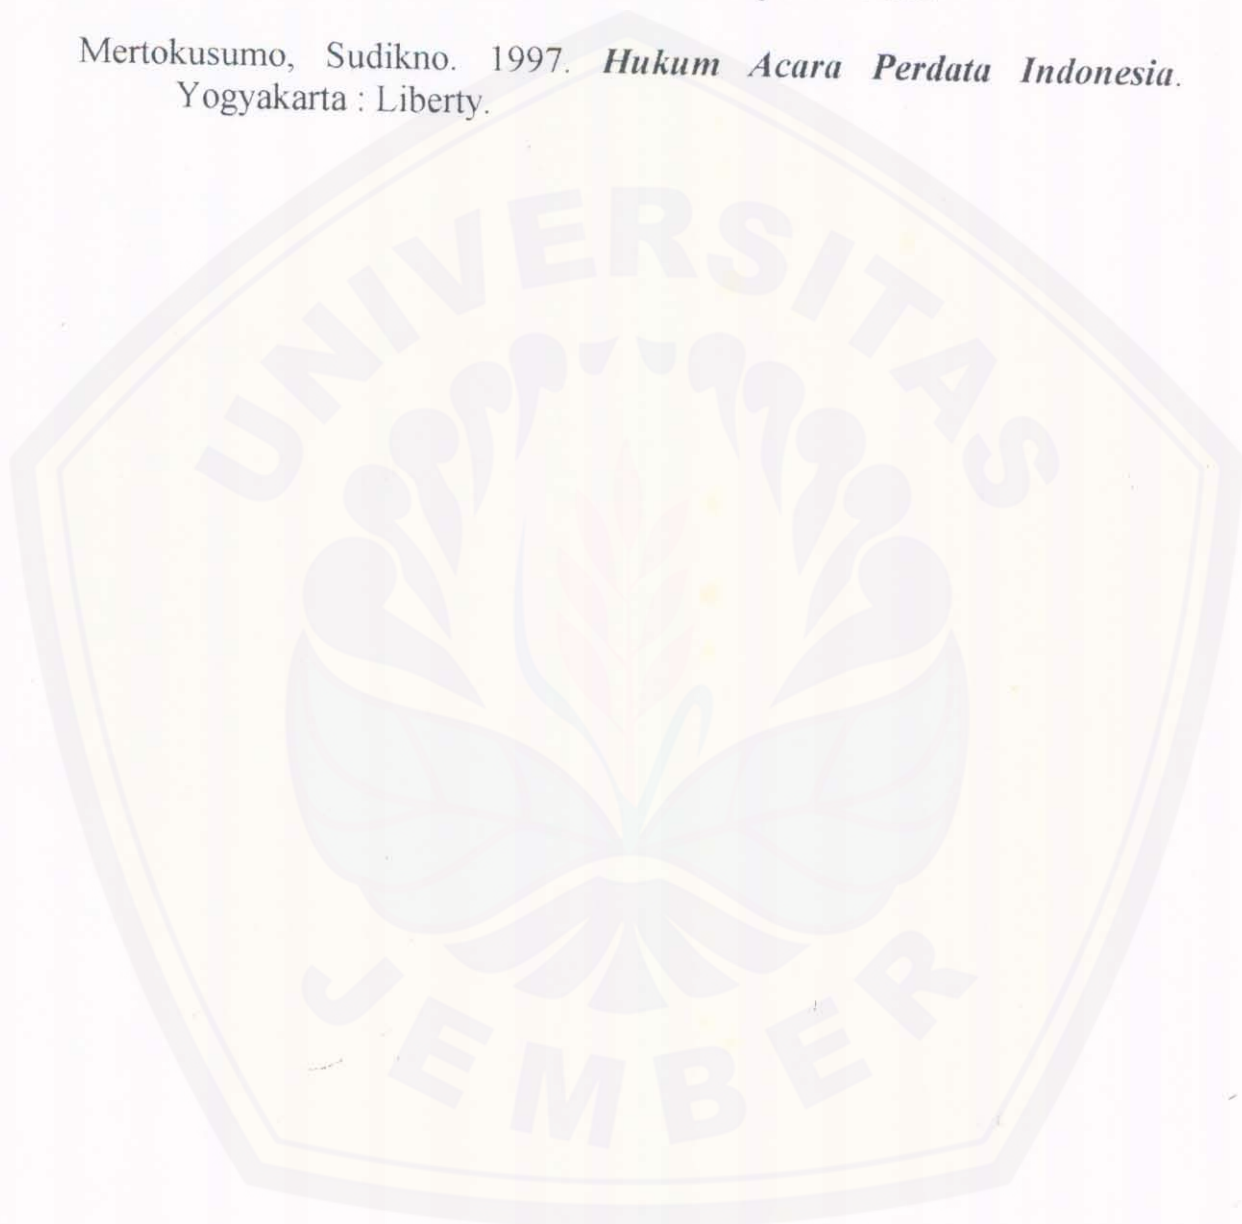 Mertokusumo, Sudikno. 1997. Hukum Acara Perdata Indonesia.
Yogyakarta : Liberty.
UNIVERSITAS
JEMBER